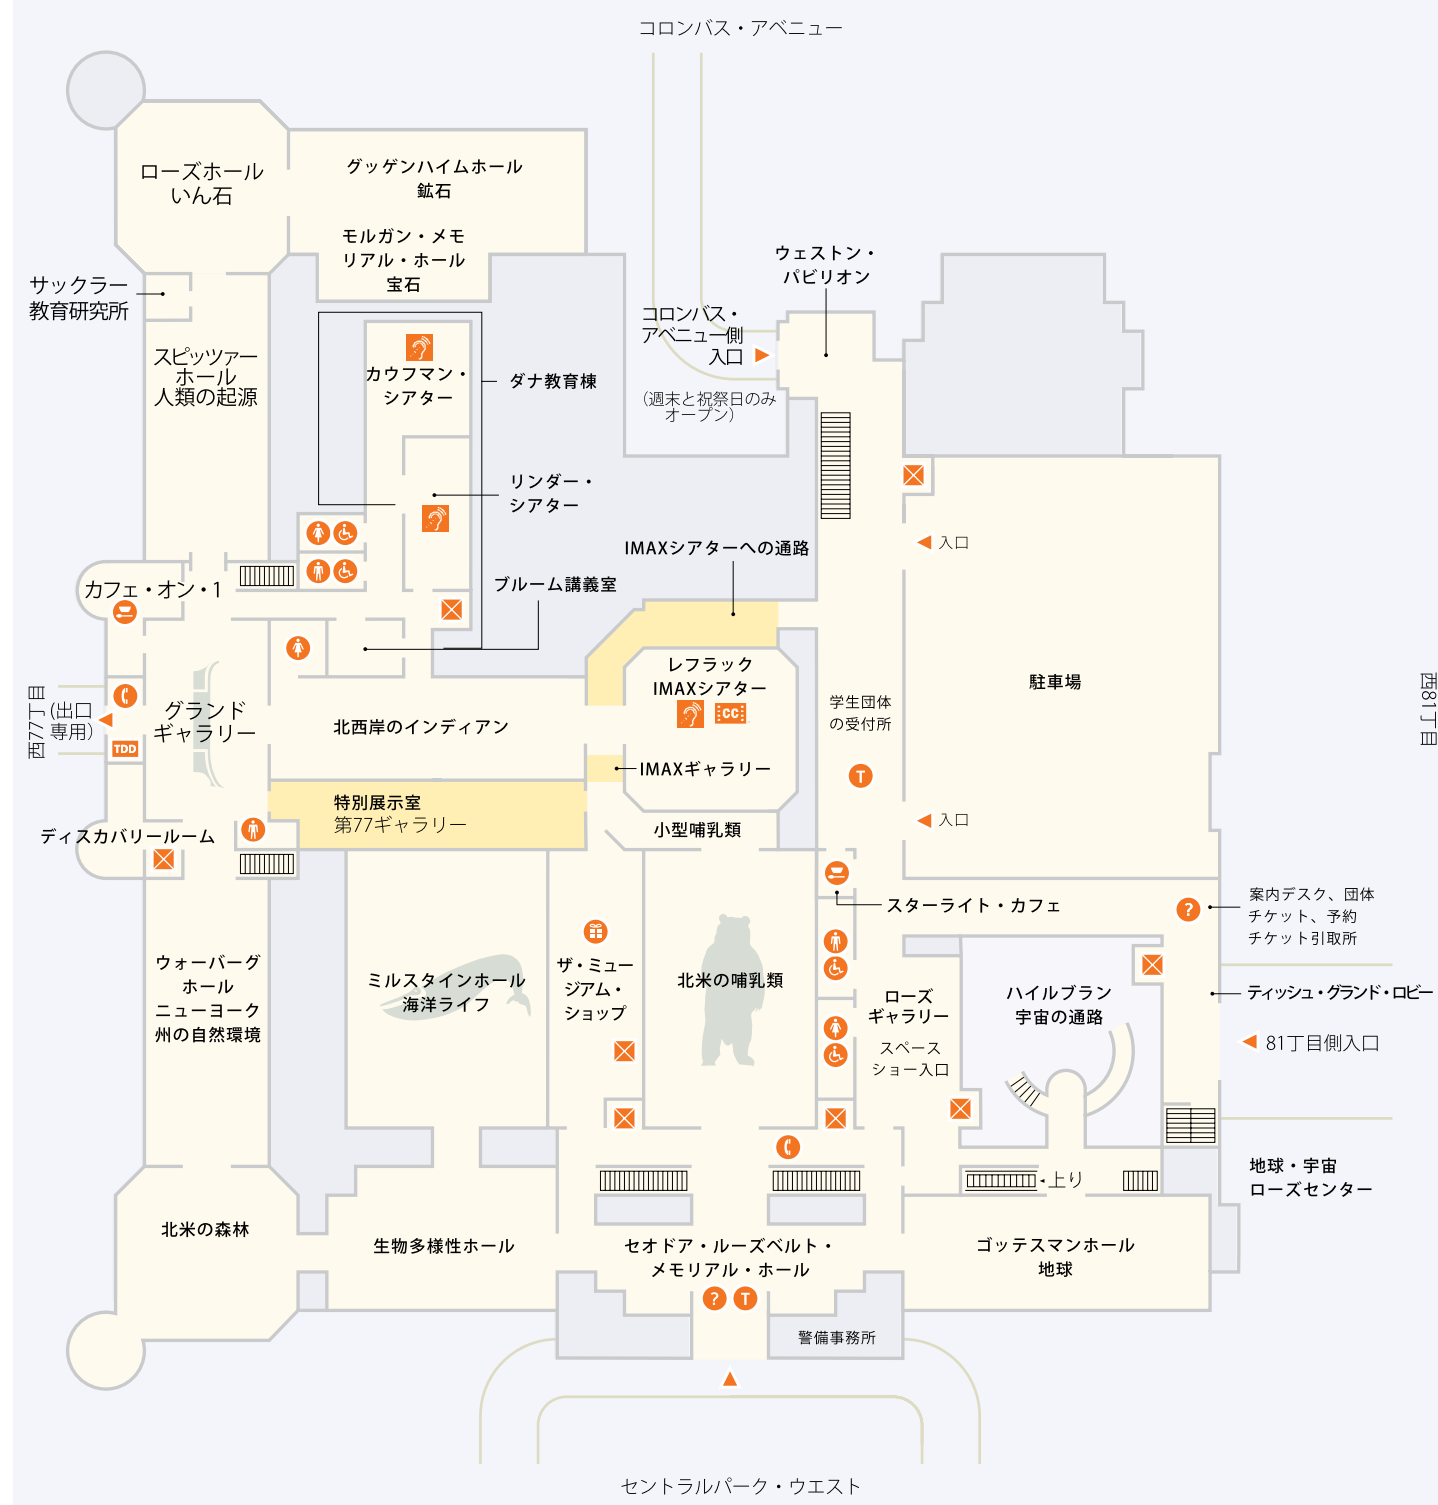 コロンバス・アベニュー
ローズホール
いん石
グッゲンハイムホール
鉱石
モルガン・メモ
リアル・ホール
宝石
サックラー
教育研究所
スピッツァー
ホール
人類の起源
カウフマン・
シアター
ダナ教育棟
リンダー・
シアター
ウェストン・
パビリオン
コロンバス・
アベニュー側
入口
(週末と祝祭日のみ
オープン)
入口
IMAXシアターへの通路
ブルーム講義室
カフェ・オン・1
レフラック
IMAXシアター
CC
学生団体
の受付所
T
駐車場
西81丁目
西77丁目
(出口
専用)
TDD
グランド
ギャラリー
北西岸のインディアン
IMAXギャラリー
特別展示室
第77ギャラリー
小型哺乳類
入口
ディスカバリールーム
スターライト・カフェ
?
案内デスク、団体
チケット、予約
チケット引取所
ウォーバーグ
ホール
ニューヨーク
州の自然環境
ミルスタインホール
海洋ライフ
ザ・ミュー
ジアム・
ショップ
北米の哺乳類
ローズ
ギャラリー
スペース
ショー入口
ハイルブラン
宇宙の通路
ティッシュ・グランド・ロビー
81丁目側入口
地球・宇宙
ローズセンター
上り
北米の森林
生物多様性ホール
セオドア・ルーズベルト・
メモリアル・ホール
ゴッテスマンホール
地球
?
T
警備事務所
セントラルパーク・ウエスト